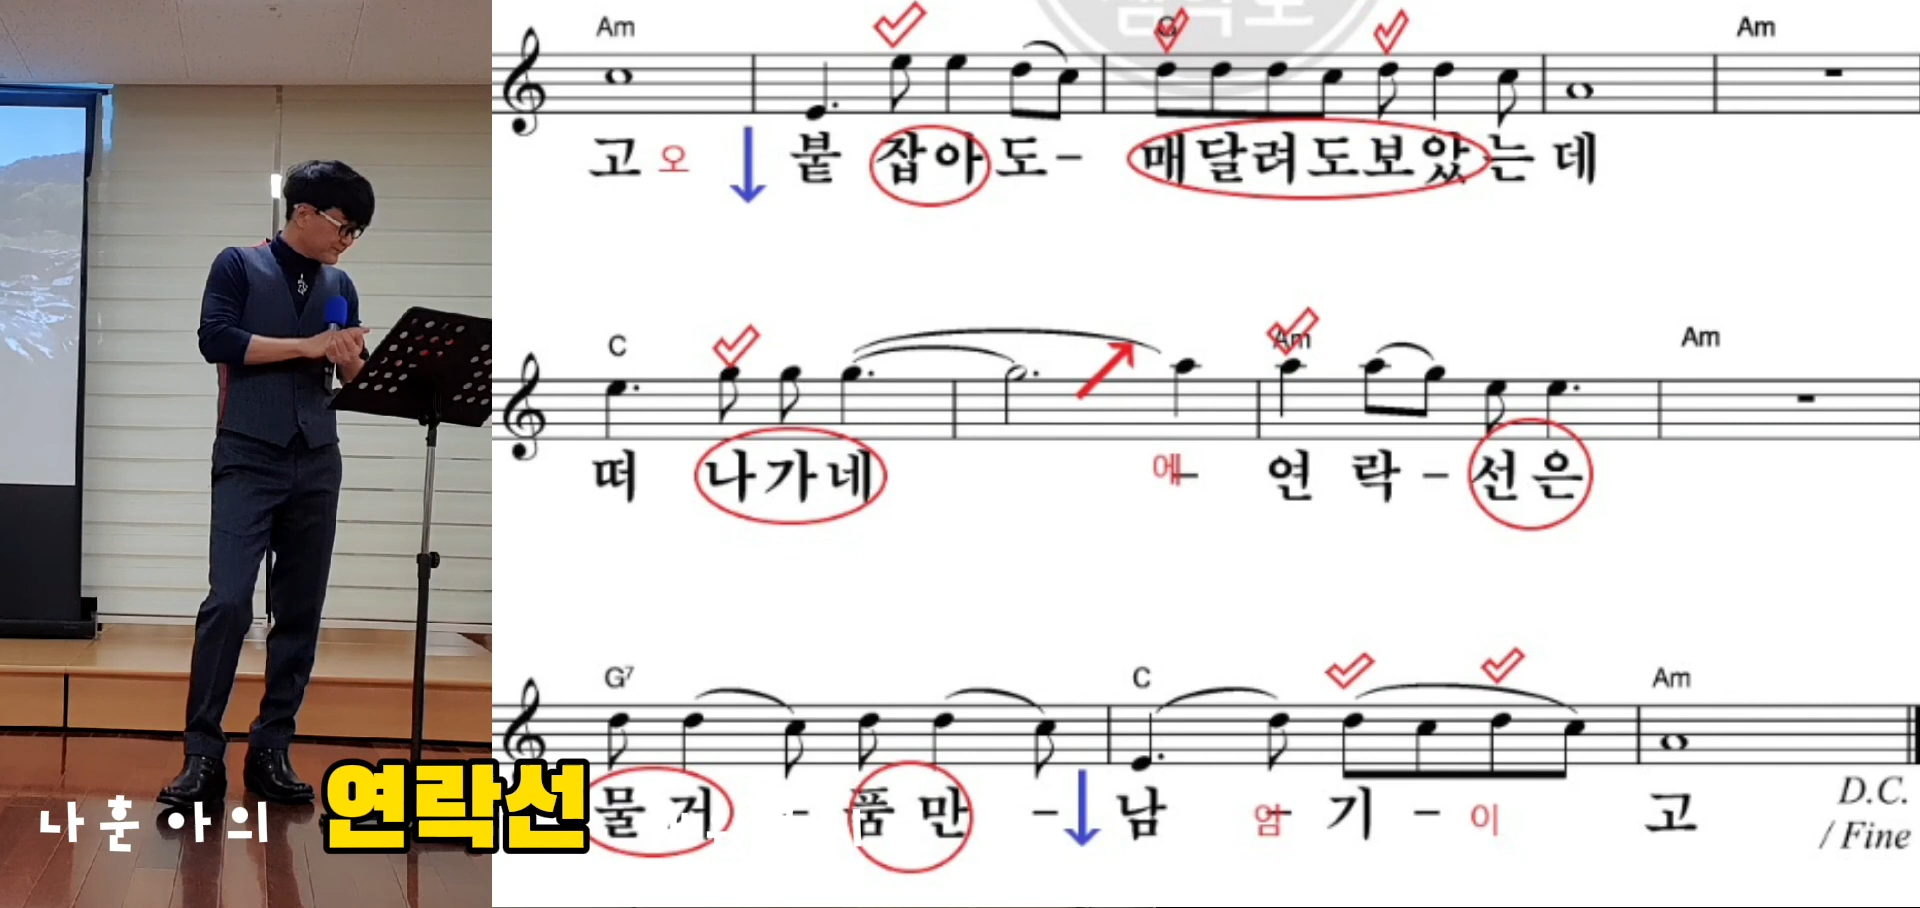 Am G Am
고 오 붙 잡아도- 매달려도보았는데
C Am Am
떠 나가네 에- 연 락-선은
G7 C Am
물거-품만-남 엄 기-이 고
D.C.
/ Fine
나훈아의 연락선